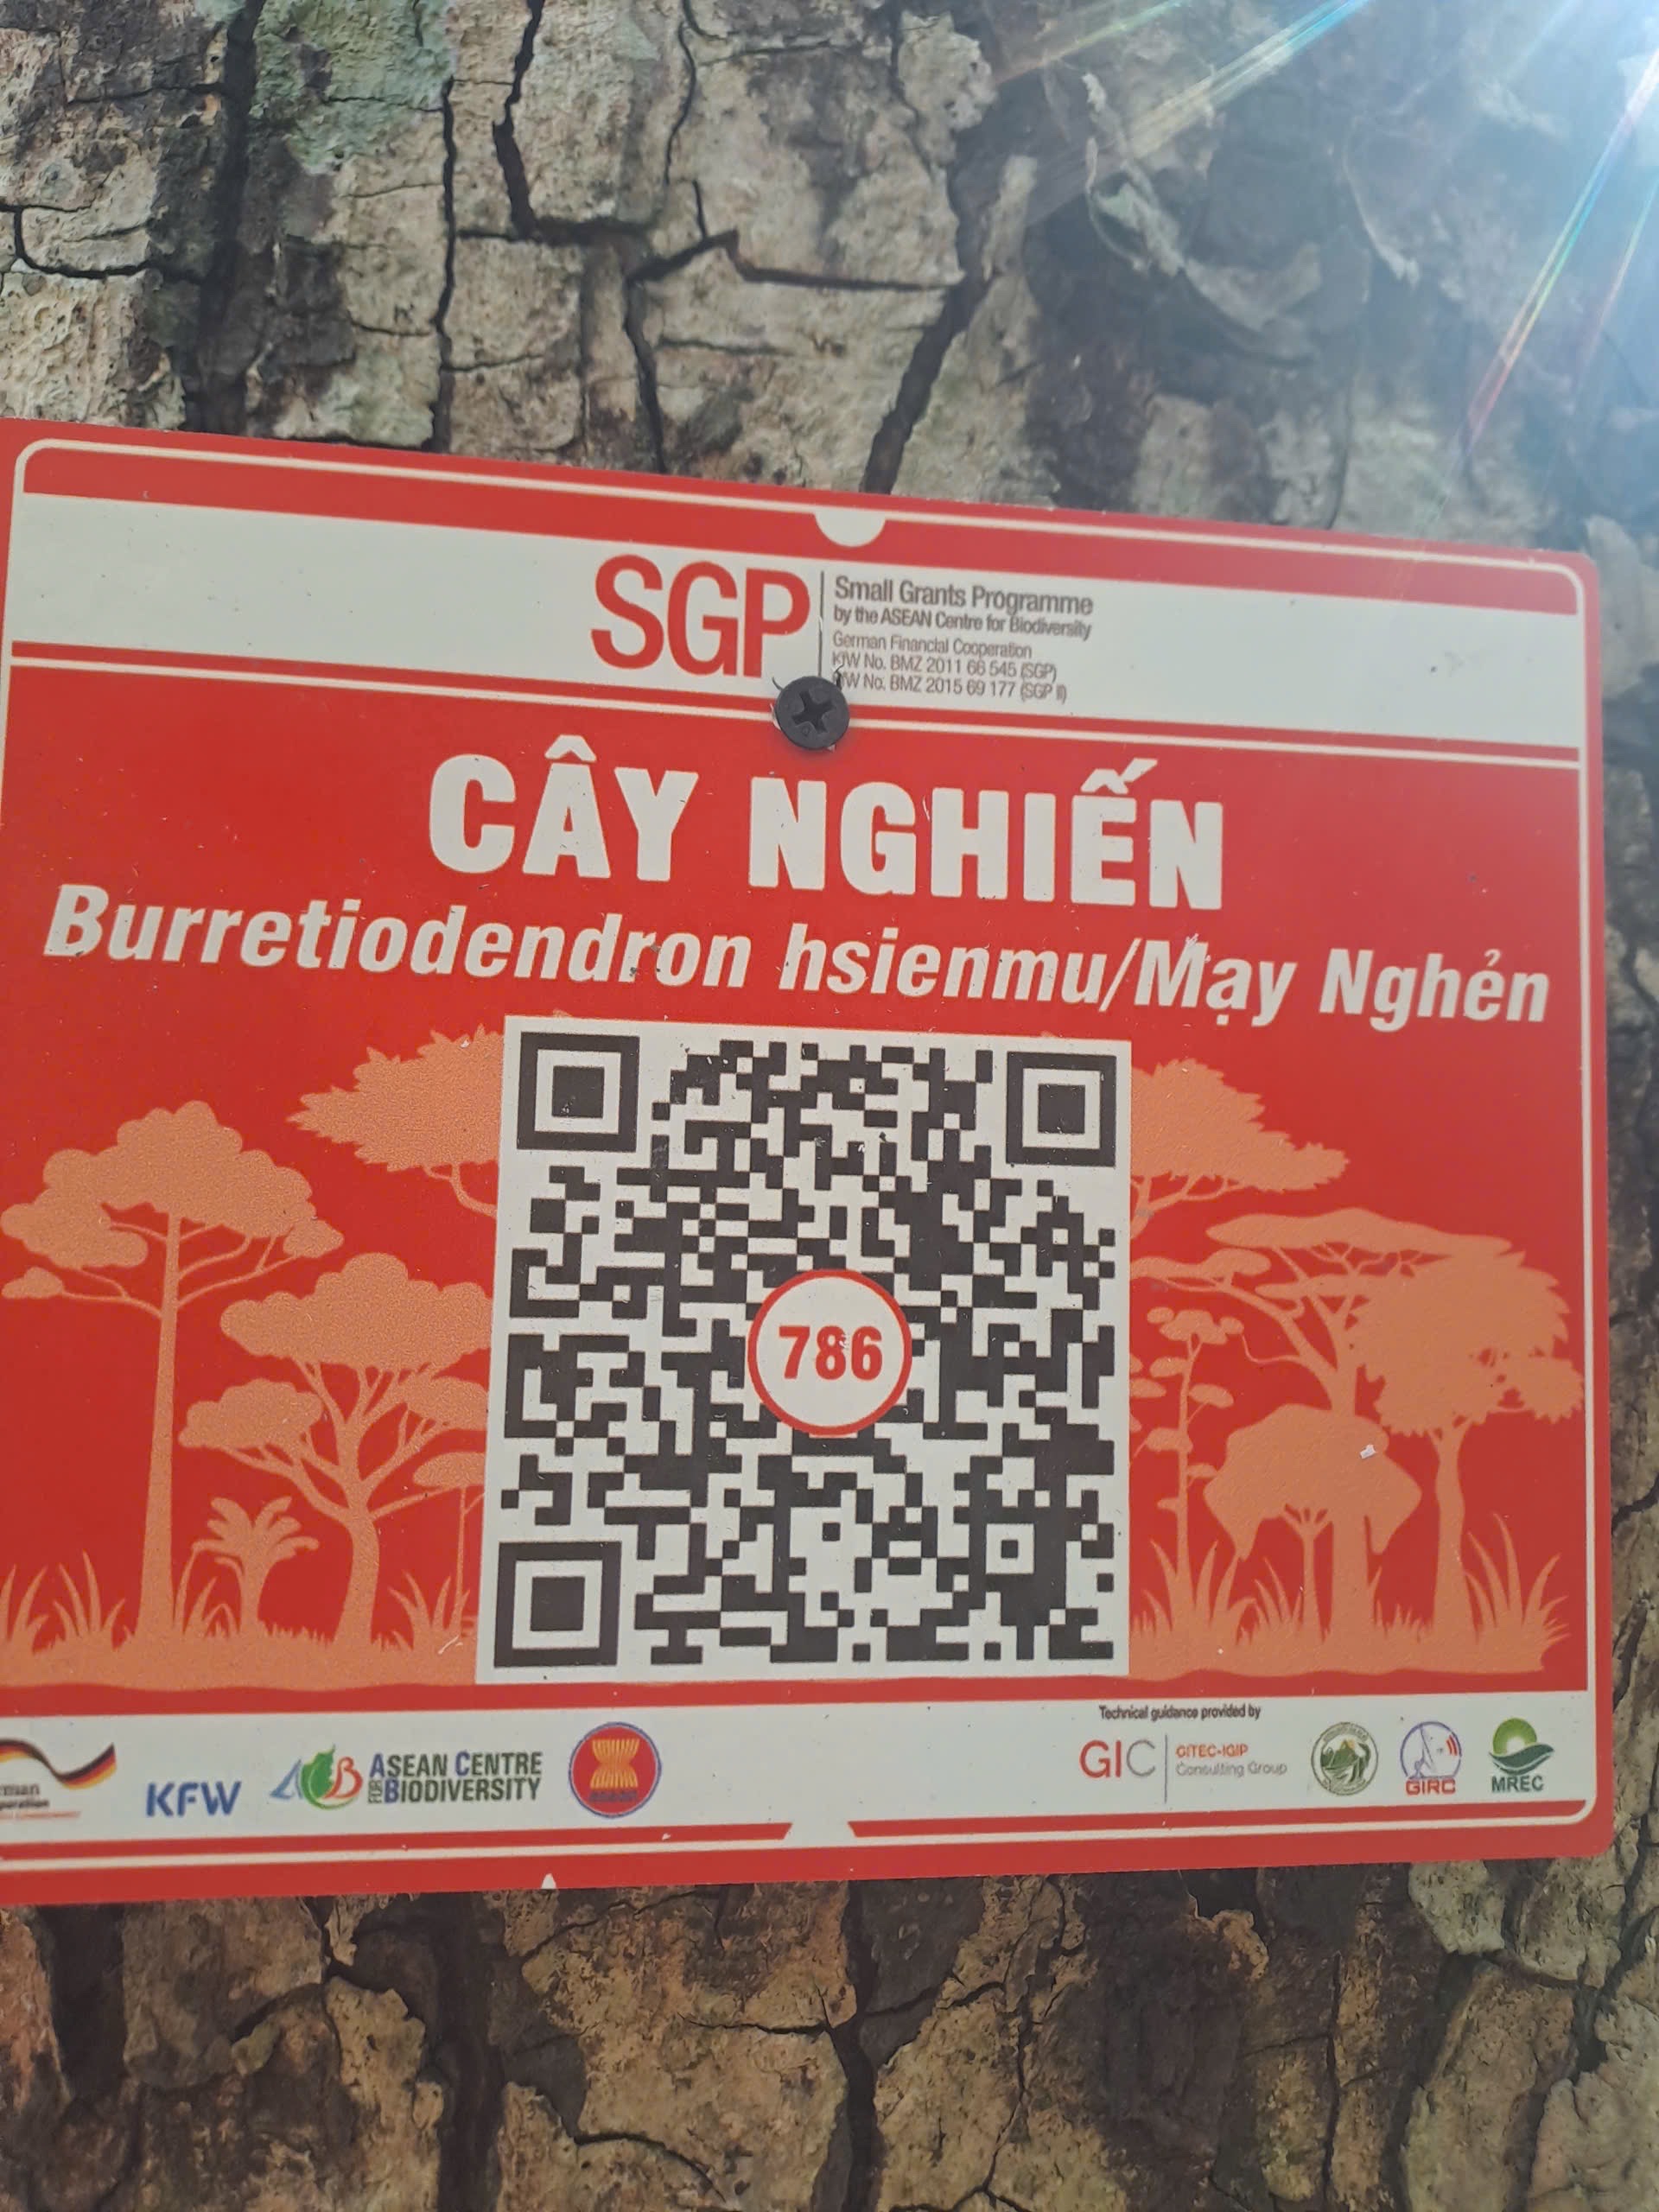 SGP
Small Grants Programme
by the ASEAN Centre for Biodiversity
German Financial Cooperation
KfW No. BMZ 2011 66 545 (SGP)
No. BMZ 2015 69 177 (SGP II)
CÂY NGHIẾN
Burretiodendron hsienmu/Mạy Nghẻn
786
KFW
ACB
ASEAN CENTRE
FOR BIODIVERSITY
Technical guidance provided by
GIC
GITEC-IGIP
Consulting Group
GIRC
MREC